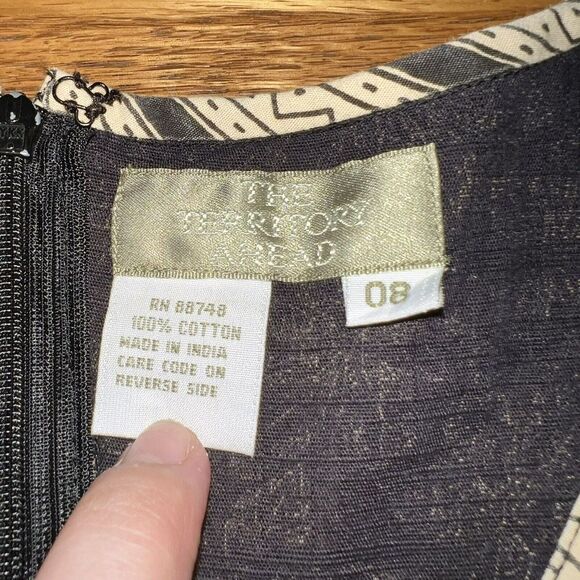 THE
TERRITORY
AHEAD
08
RN 88748
100% COTTON
MADE IN INDIA
CARE CODE ON
REVERSE SIDE